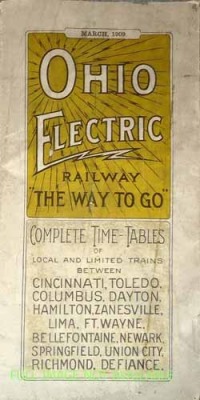 MARCH, 1909.
OHIO
ELECTRIC
RAILWAY
"THE WAY TO GO"
COMPLETE TIME=TABLES
OF
LOCAL AND LIMITED TRAINS
BETWEEN
CINCINNATI, TOLEDO,
COLUMBUS, DAYTON,
HAMILTON, ZANESVILLE,
LIMA, FT. WAYNE,
BELLEFONTAINE, NEWARK,
SPRINGFIELD, UNION CITY,
RICHMOND, DEFIANCE.